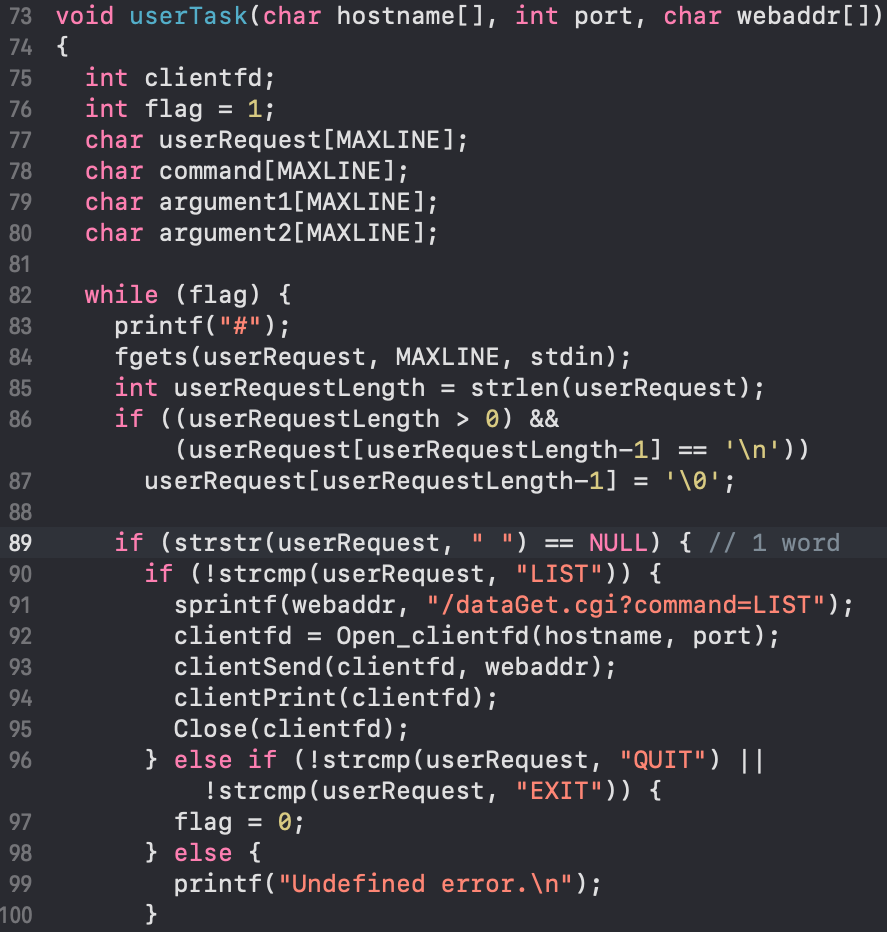 73 void userTask(char hostname[], int port, char webaddr[])
74 {
75   int clientfd;
76   int flag = 1;
77   char userRequest[MAXLINE];
78   char command[MAXLINE];
79   char argument1[MAXLINE];
80   char argument2[MAXLINE];
81
82   while (flag) {
83     printf("#");
84     fgets(userRequest, MAXLINE, stdin);
85     int userRequestLength = strlen(userRequest);
86     if ((userRequestLength > 0) &&
         (userRequest[userRequestLength-1] == '\n'))
87       userRequest[userRequestLength-1] = '\0';
88
89     if (strstr(userRequest, " ") == NULL) { // 1 word
90       if (!strcmp(userRequest, "LIST")) {
91         sprintf(webaddr, "/dataGet.cgi?command=LIST");
92         clientfd = Open_clientfd(hostname, port);
93         clientSend(clientfd, webaddr);
94         clientPrint(clientfd);
95         Close(clientfd);
96       } else if (!strcmp(userRequest, "QUIT") ||
           !strcmp(userRequest, "EXIT")) {
97         flag = 0;
98       } else {
99         printf("Undefined error.\n");
100       }